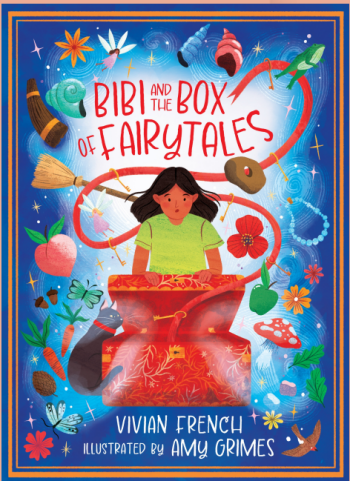 BIBI AND THE BOX
OF FAIRYTALES
VIVIAN FRENCH
ILLUSTRATED BY AMY GRIMES